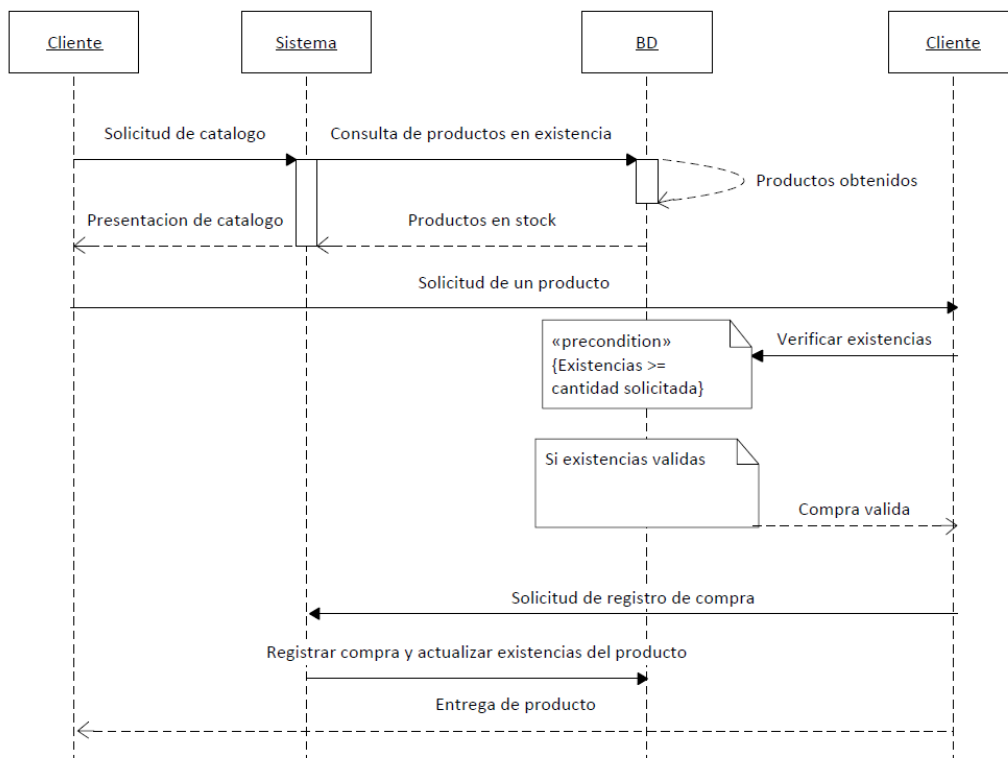 Cliente
Sistema
BD
Cliente
Solicitud de catalogo
Consulta de productos en existencia
Productos obtenidos
Presentacion de catalogo
Productos en stock
Solicitud de un producto
«precondition»
{Existencias >=
cantidad solicitada}
Verificar existencias
Si existencias validas
Compra valida
Solicitud de registro de compra
Registrar compra y actualizar existencias del producto
Entrega de producto